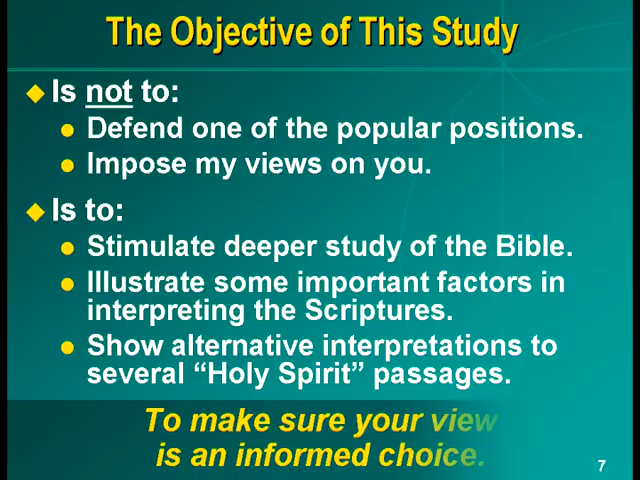 The Objective of This Study
Is not to:
Defend one of the popular positions.
Impose my views on you.
Is to:
Stimulate deeper study of the Bible.
Illustrate some important factors in
interpreting the Scriptures.
Show alternative interpretations to
several “Holy Spirit” passages.
To make sure your view
is an informed choice.
7